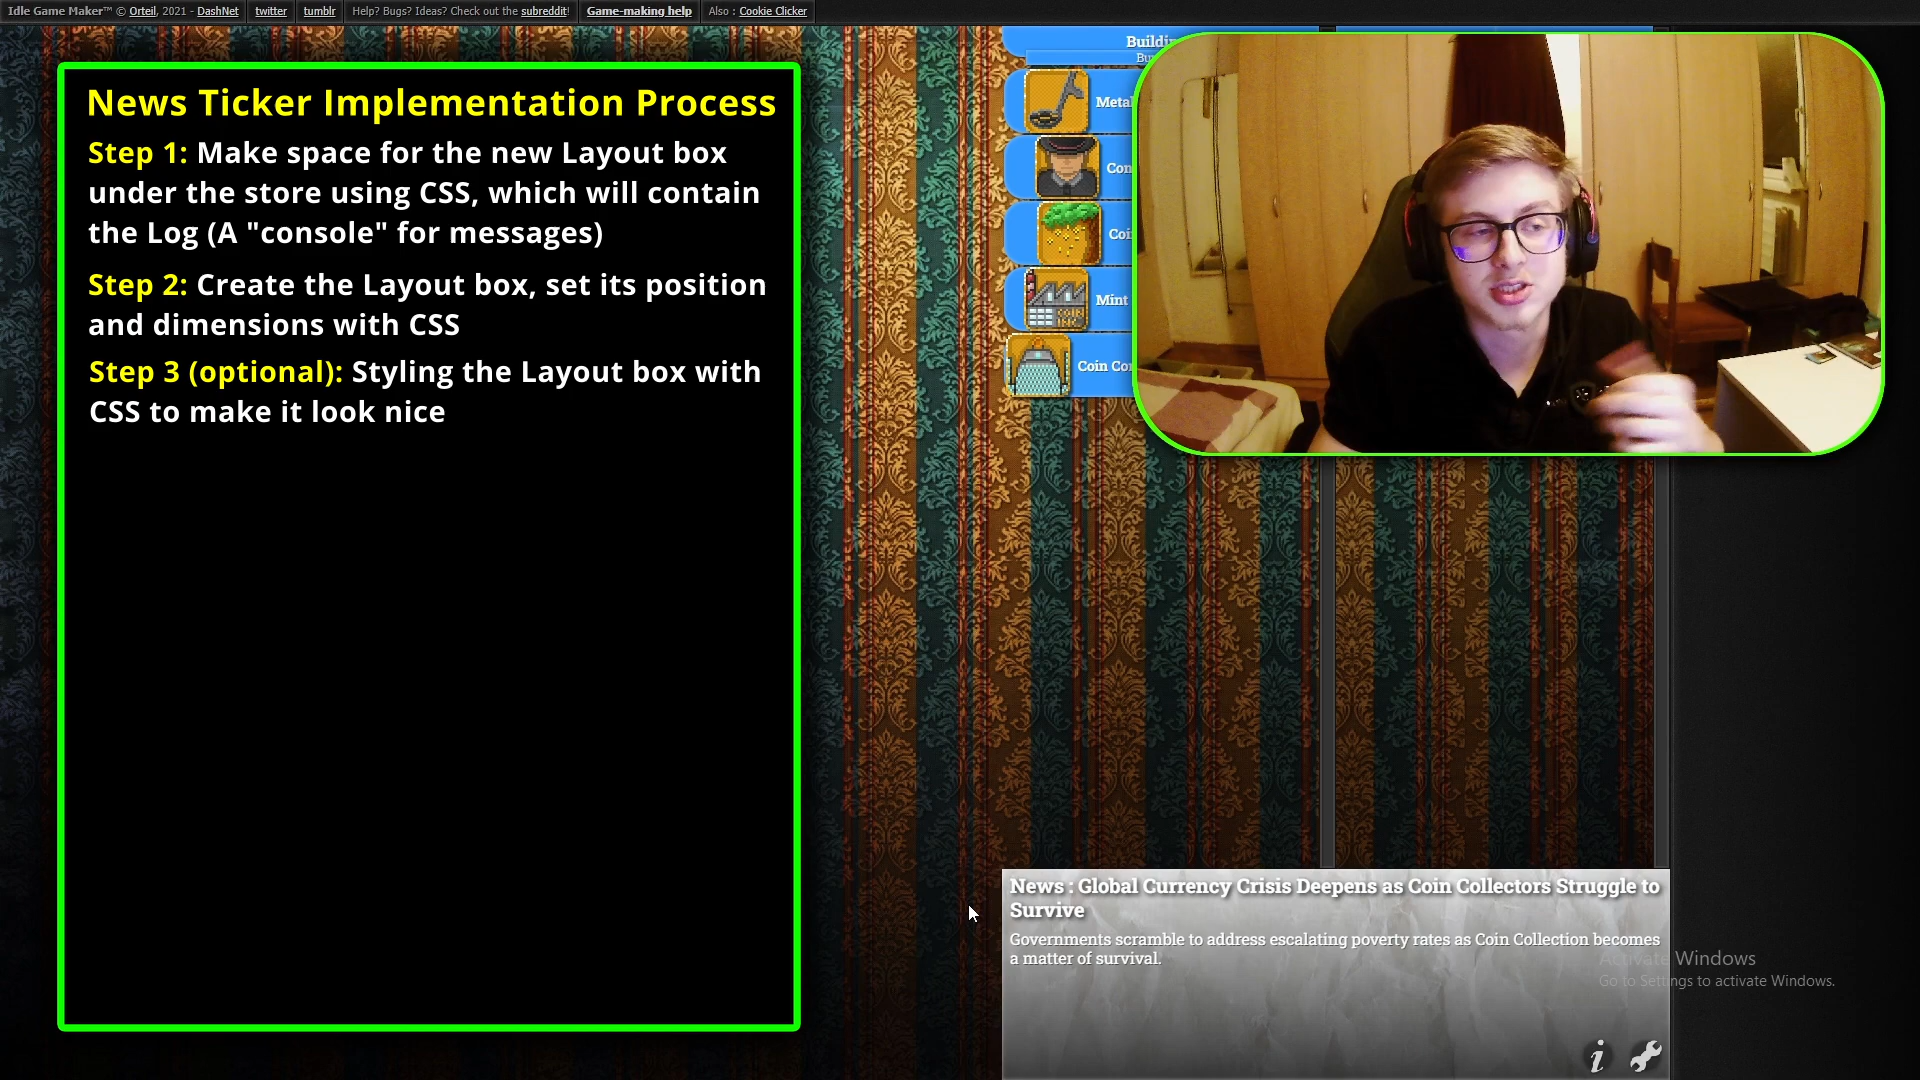 Idle Game Maker™ © Orteil, 2021 - DashNet twitter tumblr Help? Bugs? Ideas? Check out the subreddit! Game-making help Also : Cookie Clicker
News Ticker Implementation Process
Step 1: Make space for the new Layout box
under the store using CSS, which will contain
the Log (A "console" for messages)
Step 2: Create the Layout box, set its position
and dimensions with CSS
Step 3 (optional): Styling the Layout box with
CSS to make it look nice
Mint
News : Global Currency Crisis Deepens as Coin Collectors Struggle to
Survive
Governments scramble to address escalating poverty rates as Coin Collection becomes
a matter of survival.
Activate Windows
Go to Settings to activate Windows.